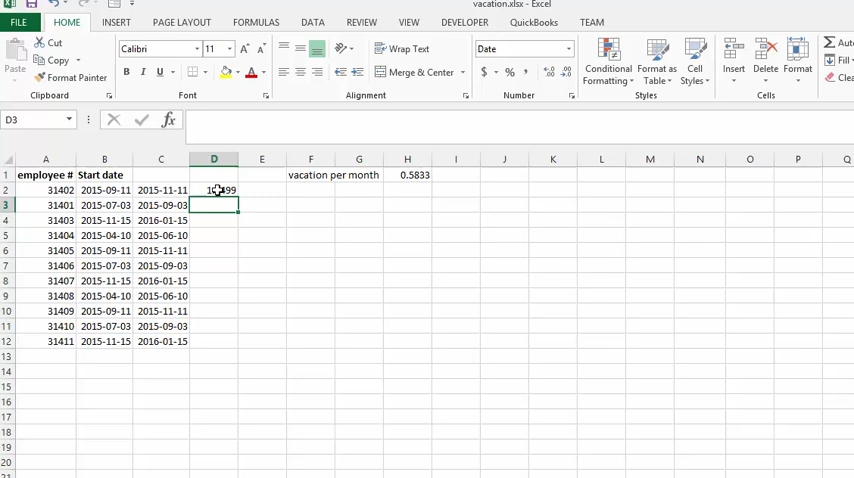 vacation.xlsx - Excel
FILE HOME INSERT PAGE LAYOUT FORMULAS DATA REVIEW VIEW DEVELOPER QuickBooks TEAM
Paste
Cut
Copy
Format Painter
Clipboard
Calibri 11 A A
B I U A
Font
Wrap Text
Merge & Center
Alignment
Date
$ % ,
Number
Conditional Formatting
Format as Table
Cell Styles
Styles
Insert Delete Format
Cells
Fill
D3 fx
A B C D E F G H I J K L M N O P Q
1 employee # Start date vacation per month 0.5833
2 31402 2015-09-11 2015-11-11
3 31401 2015-07-03 2015-09-03
4 31403 2015-11-15 2016-01-15
5 31404 2015-04-10 2015-06-10
6 31405 2015-09-11 2015-11-11
7 31406 2015-07-03 2015-09-03
8 31407 2015-11-15 2016-01-15
9 31408 2015-04-10 2015-06-10
10 31409 2015-09-11 2015-11-11
11 31410 2015-07-03 2015-09-03
12 31411 2015-11-15 2016-01-15
13
14
15
16
17
18
19
20